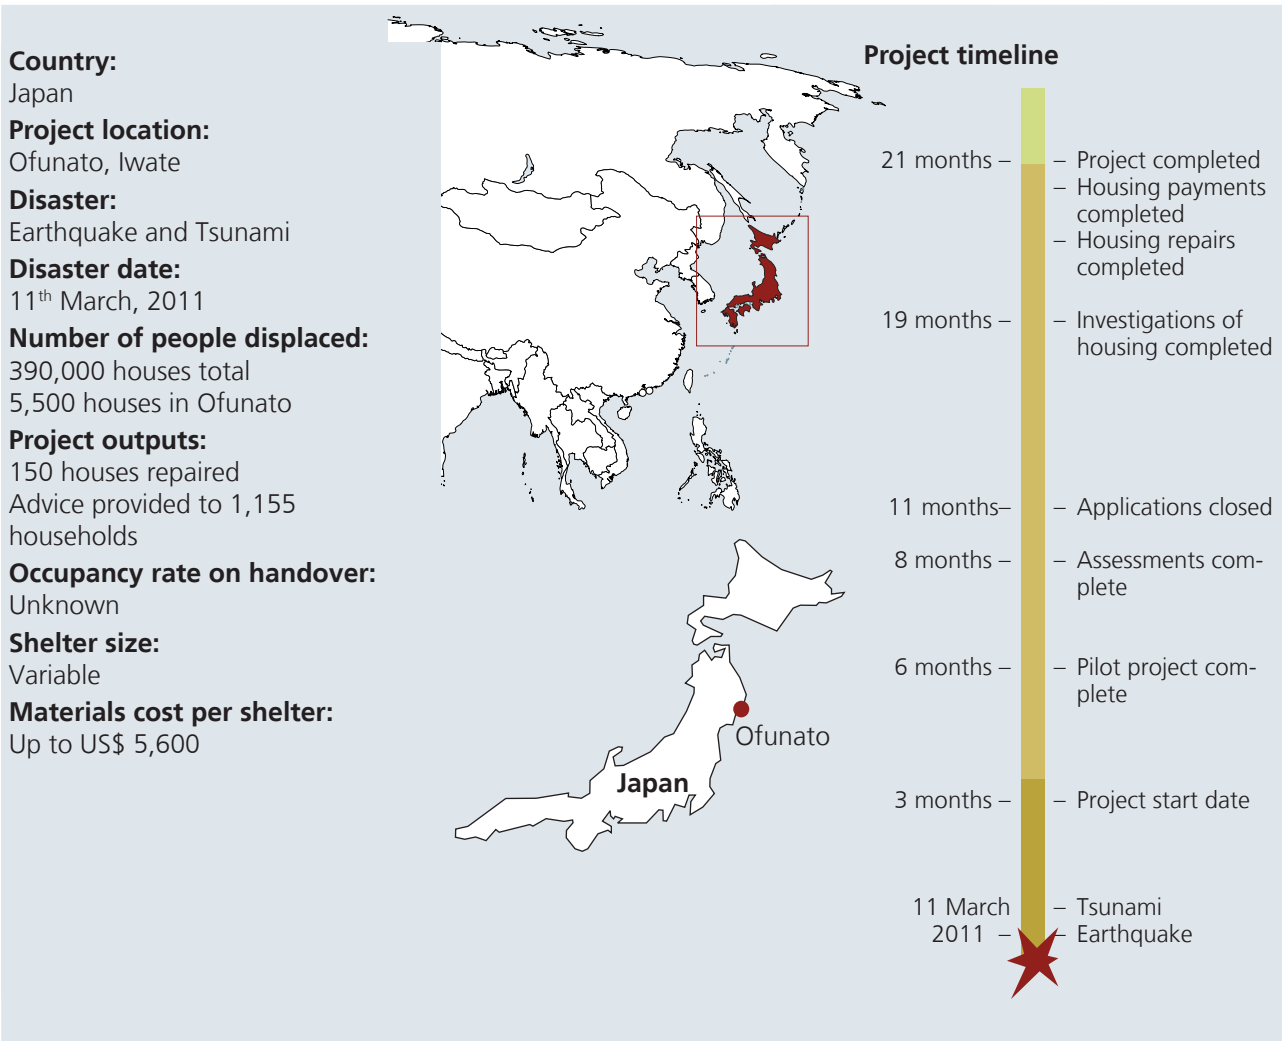 Country:
Japan
Project location:
Ofunato, Iwate
Disaster:
Earthquake and Tsunami
Disaster date:
11th March, 2011
Number of people displaced:
390,000 houses total
5,500 houses in Ofunato
Project outputs:
150 houses repaired
Advice provided to 1,155
households
Occupancy rate on handover:
Unknown
Shelter size:
Variable
Materials cost per shelter:
Up to US$ 5,600
Ofunato
Japan
Project timeline
21 months – – Project completed
– Housing payments
completed
– Housing repairs
completed
19 months – – Investigations of
housing completed
11 months– – Applications closed
8 months – – Assessments com-
plete
6 months – – Pilot project com-
plete
3 months – – Project start date
11 March – Tsunami
2011 – – Earthquake